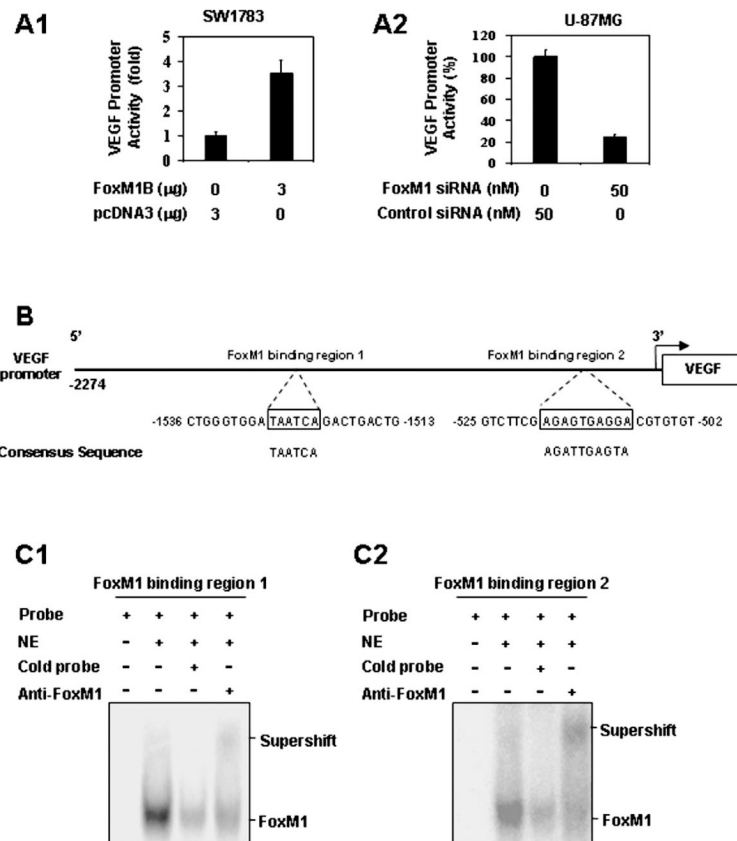 A1
SW1783
VEGF Promoter
Activity (fold)
5
4
3
2
1
0
FoxM1B (µg) 0 3
pcDNA3 (µg) 3 0
A2
U-87MG
VEGF Promoter
Activity (%)
120
100
80
60
40
20
0
FoxM1 siRNA (nM) 0 50
Control siRNA (nM) 50 0
B
5’ 3’
VEGF
promoter
-2274
FoxM1 binding region 1 FoxM1 binding region 2
VEGF
-1536 CTGGGTGGA TAATCA GACTGACTG -1513 -525 GTCTTCG AGAGTGAGGA CGTGTGT -502
Consensus Sequence TAATCA AGATTGAGTA
C1
FoxM1 binding region 1
Probe + + + +
NE - + + +
Cold probe - - + -
Anti-FoxM1 - - - +
Supershift
FoxM1
C2
FoxM1 binding region 2
Probe + + + +
NE - + + +
Cold probe - - + -
Anti-FoxM1 - - - +
Supershift
FoxM1